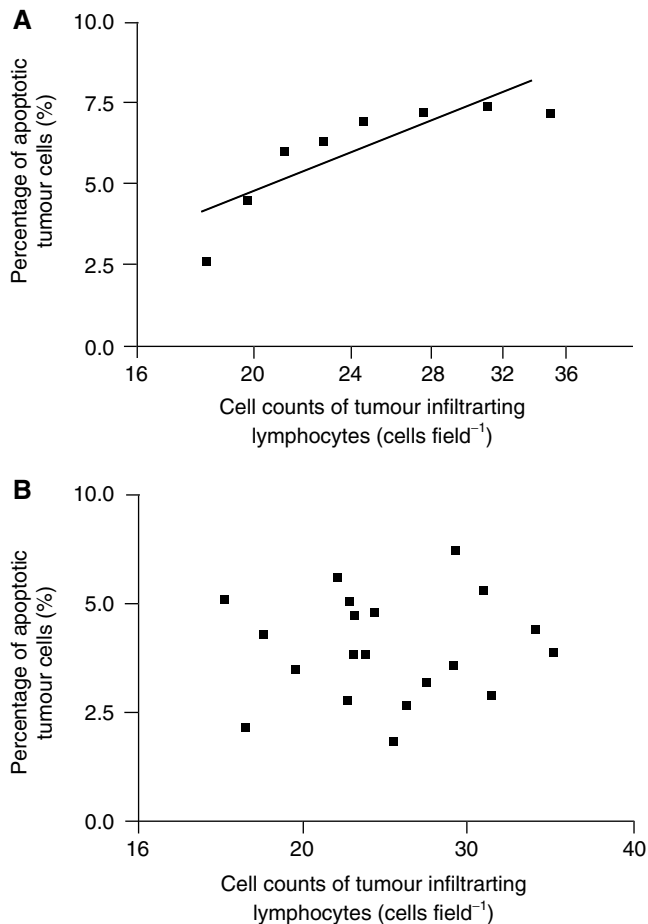 A
10.0
7.5
5.0
2.5
0.0
Percentage of apoptotic
tumour cells (%)
16 20 24 28 32 36
Cell counts of tumour infiltrarting
lymphocytes (cells field⁻¹)
B
10.0
5.0
2.5
0.0
Percentage of apoptotic
tumour cells (%)
16 20 30 40
Cell counts of tumour infiltrarting
lymphocytes (cells field⁻¹)